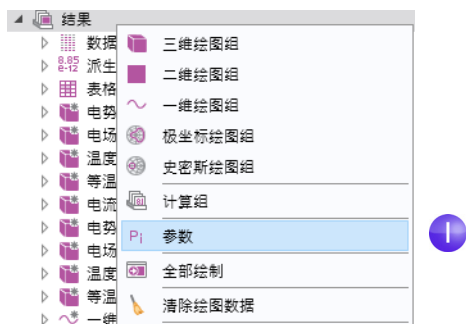 结果
数据
三维绘图组
8.85
e-12
派生
二维绘图组
表格
一维绘图组
电势
极坐标绘图组
电场
温度
史密斯绘图组
等温
电流
计算组
电势
Pi 参数
I
电场
温度
全部绘制
等温
清除绘图数据
一维